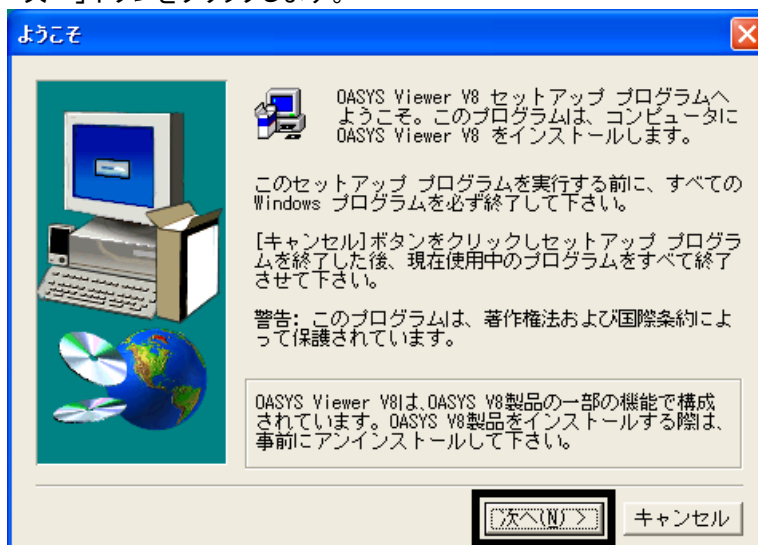 ようこそ
OASYS Viewer V8 セットアップ プログラムへ
ようこそ。このプログラムは、コンピュータに
OASYS Viewer V8 をインストールします。
このセットアップ プログラムを実行する前に、すべての
Windows プログラムを必ず終了して下さい。
[キャンセル]ボタンをクリックしセットアップ プログラ
ムを終了した後、現在使用中のプログラムをすべて終了
させて下さい。
警告: このプログラムは、著作権法および国際条約によ
って保護されています。
OASYS Viewer V8は、OASYS V8製品の一部の機能で構成
されています。OASYS V8製品をインストールする際は、
事前にアンインストールして下さい。
次へ(N) >
キャンセル